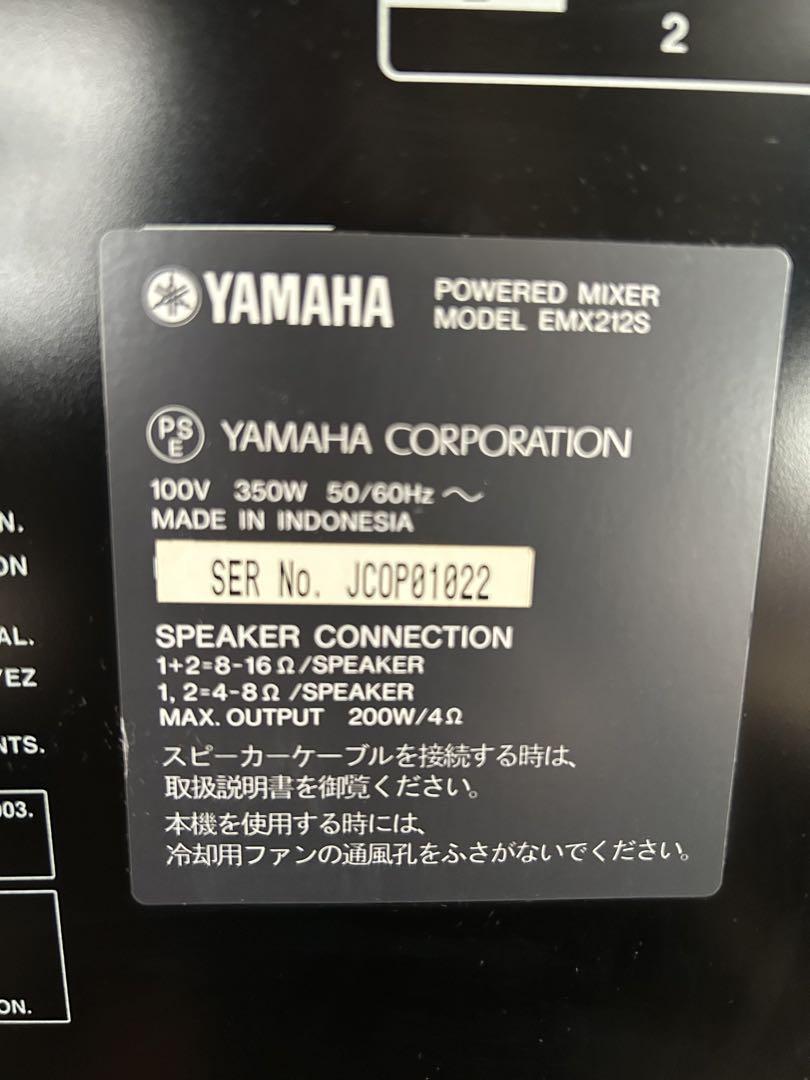 2
YAMAHA
POWERED MIXER
MODEL EMX212S
PSE YAMAHA CORPORATION
100V 350W 50/60Hz ～
MADE IN INDONESIA
SER No. JCOP01022
SPEAKER CONNECTION
1+2=8-16Ω/SPEAKER
1, 2=4-8Ω /SPEAKER
MAX. OUTPUT 200W/4Ω
スピーカーケーブルを接続する時は、
取扱説明書を御覧ください。
本機を使用する時には、
冷却用ファンの通風孔をふさがないでください。
N.
ON
AL.
YEZ
NTS.
003.
ON.